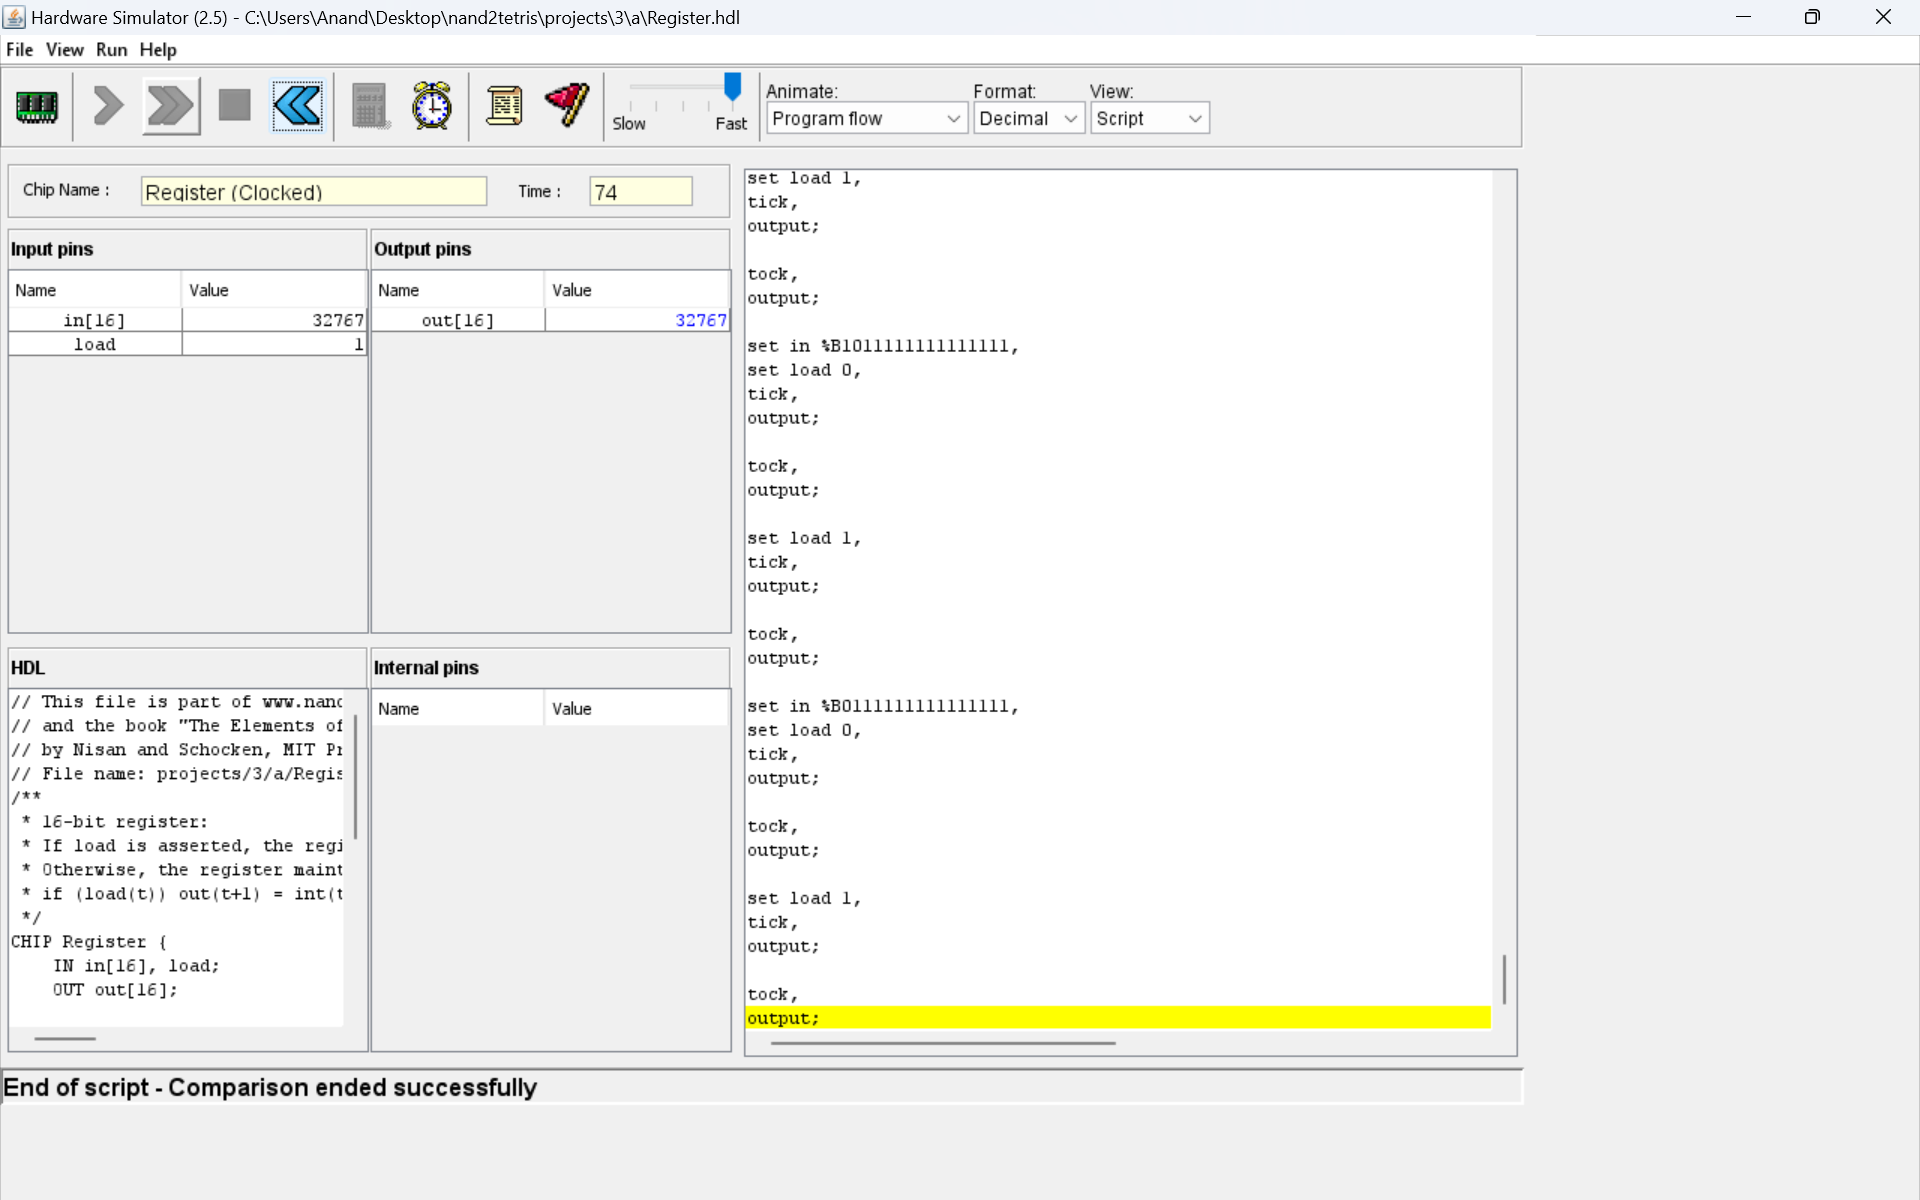 Hardware Simulator (2.5) - C:\Users\Anand\Desktop\nand2tetris\projects\3\a\Register.hdl
File View Run Help
Slow Fast
Animate: Format: View:
Program flow Decimal Script
Chip Name : Register (Clocked) Time : 74
Input pins
Name Value
in[16] 32767
load 1
Output pins
Name Value
out[16] 32767
HDL
// This file is part of www.nand
// and the book "The Elements of
// by Nisan and Schocken, MIT Pr
// File name: projects/3/a/Regis
/**
* 16-bit register:
* If load is asserted, the regi
* Otherwise, the register maint
* if (load(t)) out(t+1) = int(t
*/
CHIP Register {
IN in[16], load;
OUT out[16];
Internal pins
Name Value
set load 1,
tick,
output;
tock,
output;
set in %B1011111111111111,
set load 0,
tick,
output;
tock,
output;
set load 1,
tick,
output;
tock,
output;
set in %B0111111111111111,
set load 0,
tick,
output;
tock,
output;
set load 1,
tick,
output;
tock,
output;
End of script - Comparison ended successfully